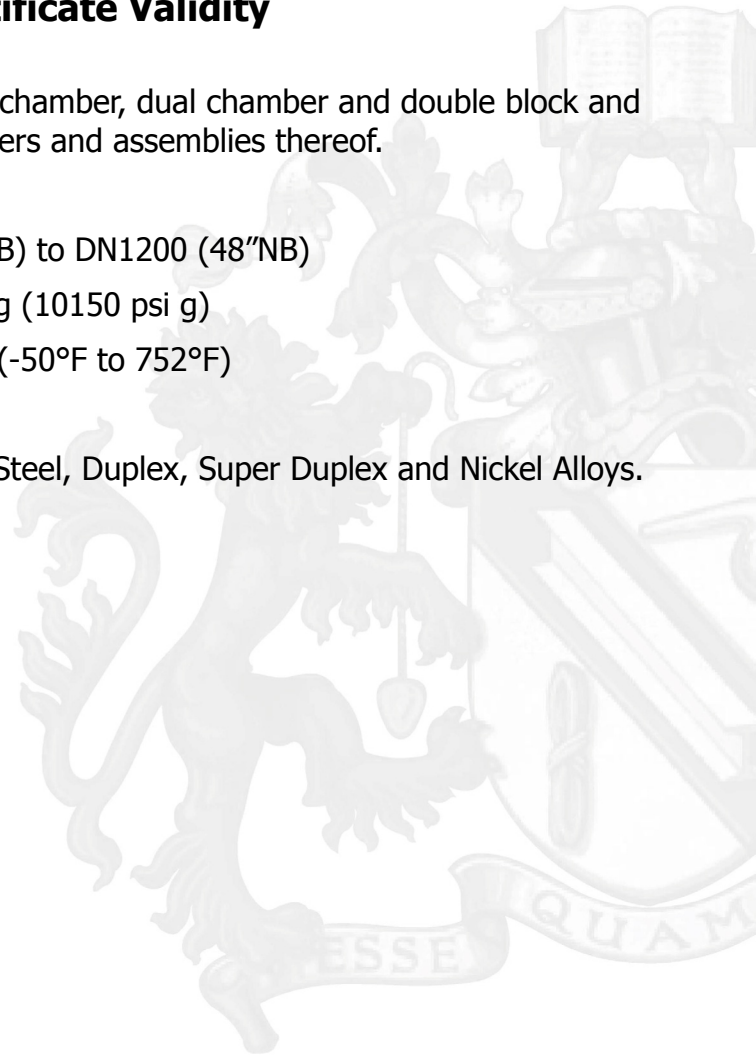 tificate Validity
chamber, dual chamber and double block and
ers and assemblies thereof.
B) to DN1200 (48”NB)
g (10150 psi g)
(-50°F to 752°F)
Steel, Duplex, Super Duplex and Nickel Alloys.
ESSE QUAM